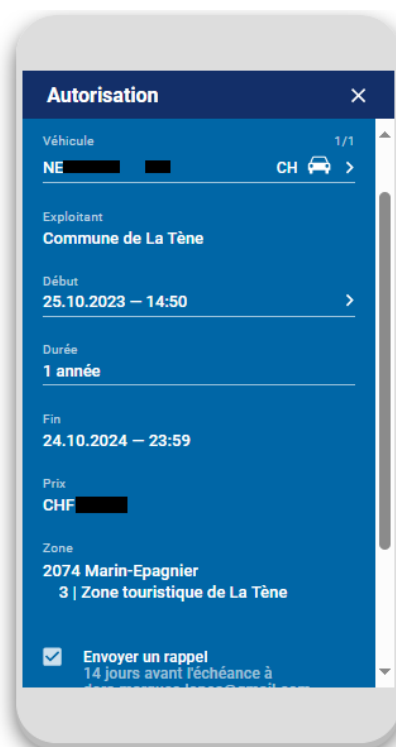 Autorisation
Véhicule 1/1
NE CH
Exploitant
Commune de La Tène
Début
25.10.2023 — 14:50
Durée
1 année
Fin
24.10.2024 — 23:59
Prix
CHF
Zone
2074 Marin-Epagnier
3 | Zone touristique de La Tène
Envoyer un rappel
14 jours avant l'échéance à